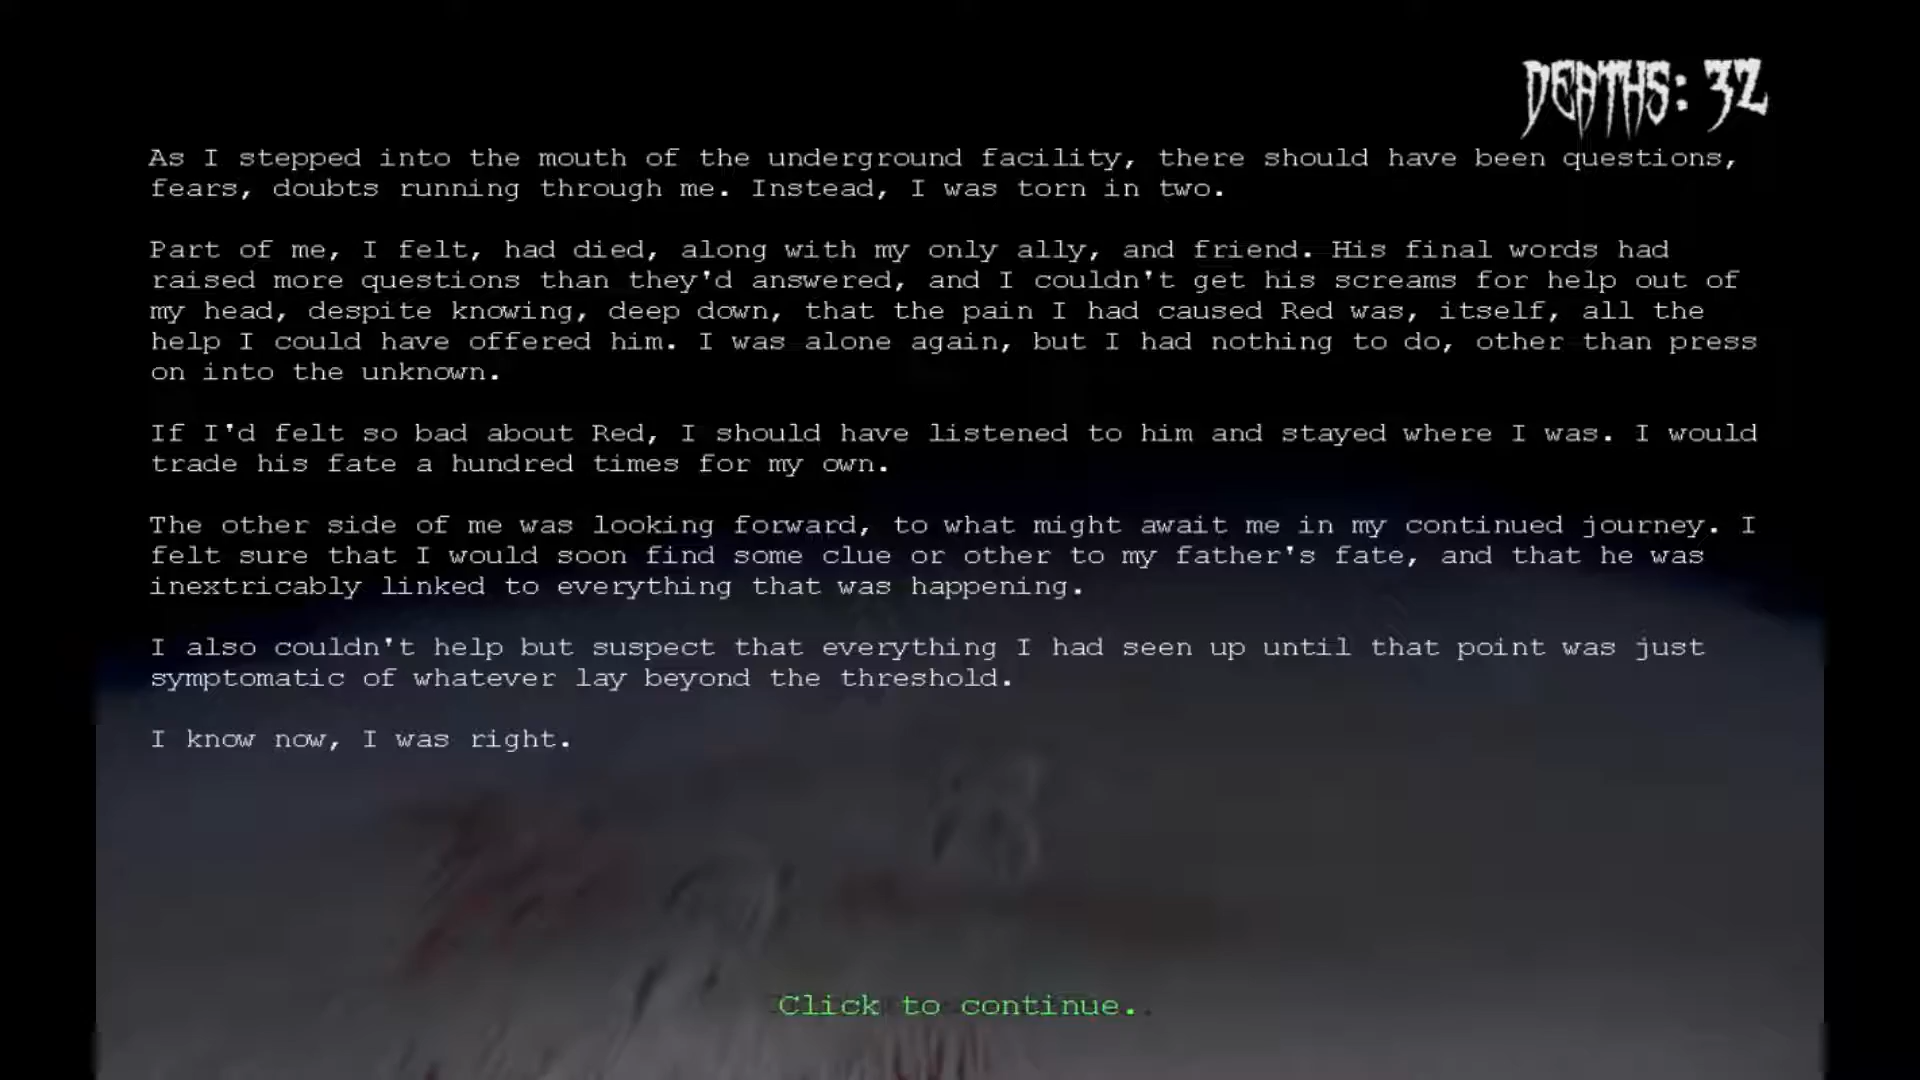 DEATHS: 32
As I stepped into the mouth of the underground facility, there should have been questions,
fears, doubts running through me. Instead, I was torn in two.
Part of me, I felt, had died, along with my only ally, and friend. His final words had
raised more questions than they'd answered, and I couldn't get his screams for help out of
my head, despite knowing, deep down, that the pain I had caused Red was, itself, all the
help I could have offered him. I was alone again, but I had nothing to do, other than press
on into the unknown.
If I'd felt so bad about Red, I should have listened to him and stayed where I was. I would
trade his fate a hundred times for my own.
The other side of me was looking forward, to what might await me in my continued journey. I
felt sure that I would soon find some clue or other to my father's fate, and that he was
inextricably linked to everything that was happening.
I also couldn't help but suspect that everything I had seen up until that point was just
symptomatic of whatever lay beyond the threshold.
I know now, I was right.
Click to continue..